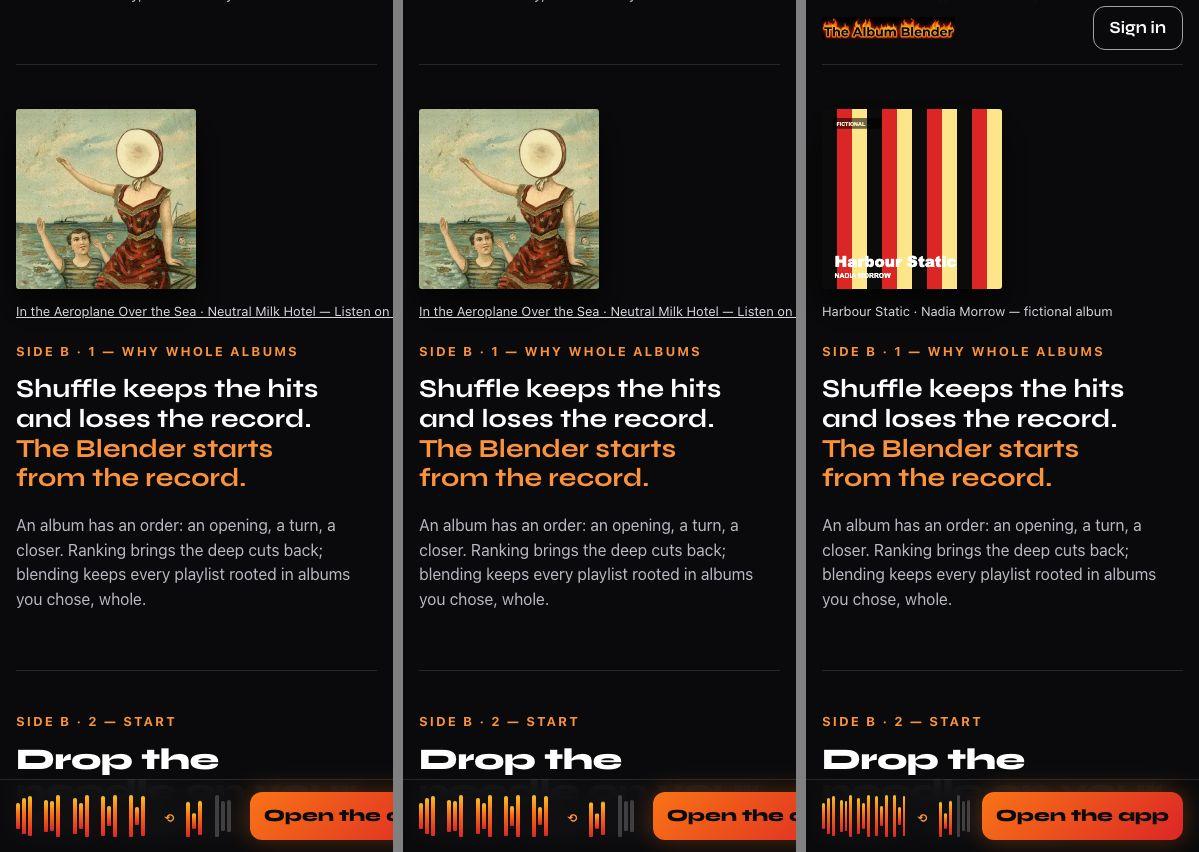 In the Aeroplane Over the Sea · Neutral Milk Hotel — Listen on
SIDE B · 1 — WHY WHOLE ALBUMS
Shuffle keeps the hits
and loses the record.
The Blender starts
from the record.
An album has an order: an opening, a turn, a
closer. Ranking brings the deep cuts back;
blending keeps every playlist rooted in albums
you chose, whole.
SIDE B · 2 — START
Drop the
Open the
In the Aeroplane Over the Sea · Neutral Milk Hotel — Listen on
SIDE B · 1 — WHY WHOLE ALBUMS
Shuffle keeps the hits
and loses the record.
The Blender starts
from the record.
An album has an order: an opening, a turn, a
closer. Ranking brings the deep cuts back;
blending keeps every playlist rooted in albums
you chose, whole.
SIDE B · 2 — START
Drop the
Open the
The Album Blender
Sign in
FICTIONAL
Harbour Static
NADIA MORROW
Harbour Static · Nadia Morrow — fictional album
SIDE B · 1 — WHY WHOLE ALBUMS
Shuffle keeps the hits
and loses the record.
The Blender starts
from the record.
An album has an order: an opening, a turn, a
closer. Ranking brings the deep cuts back;
blending keeps every playlist rooted in albums
you chose, whole.
SIDE B · 2 — START
Drop the
Open the app